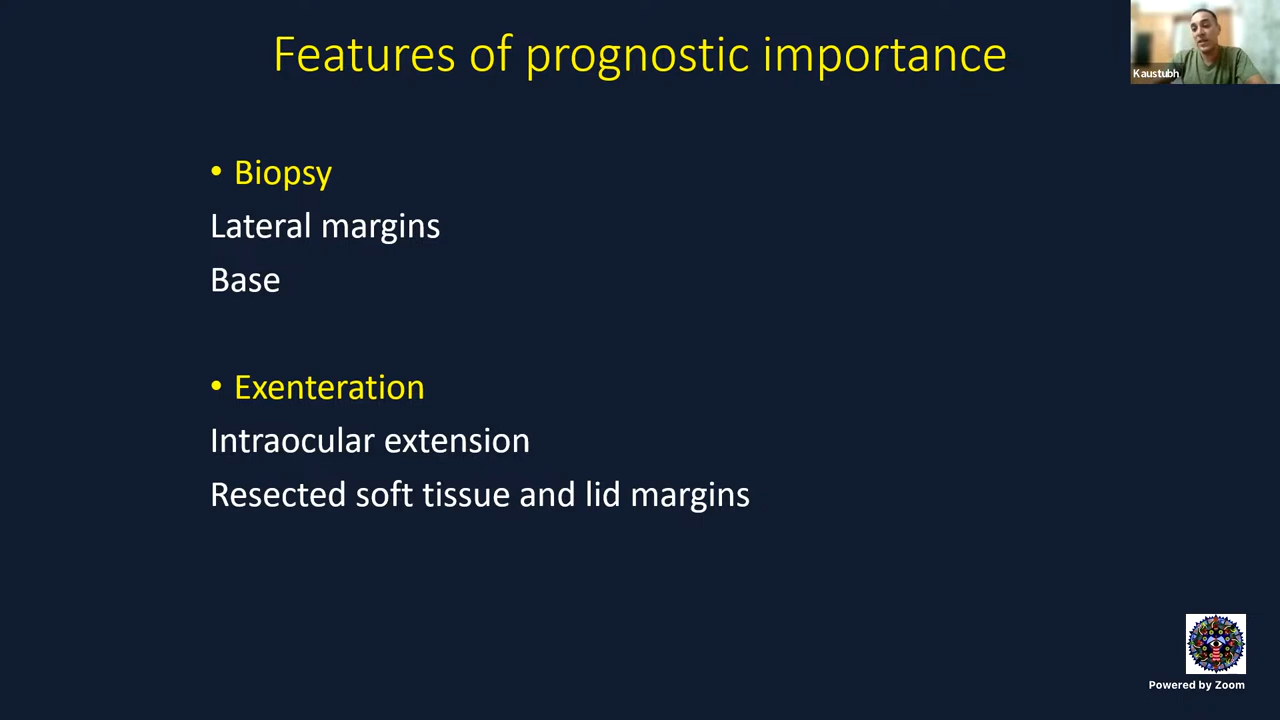 Features of prognostic importance
Kaustubh
• Biopsy
Lateral margins
Base
• Exenteration
Intraocular extension
Resected soft tissue and lid margins
Powered by Zoom